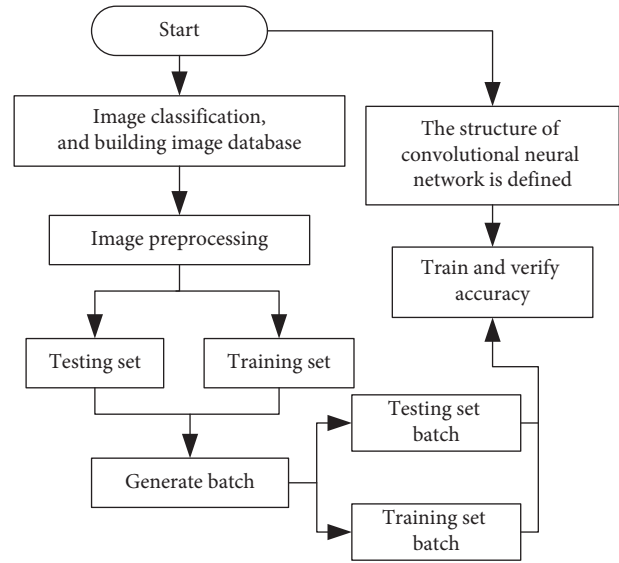 Start
Image classification,
and building image database
The structure of
convolutional neural
network is defined
Image preprocessing
Train and verify
accuracy
Testing set
Training set
Testing set
batch
Generate batch
Training set
batch